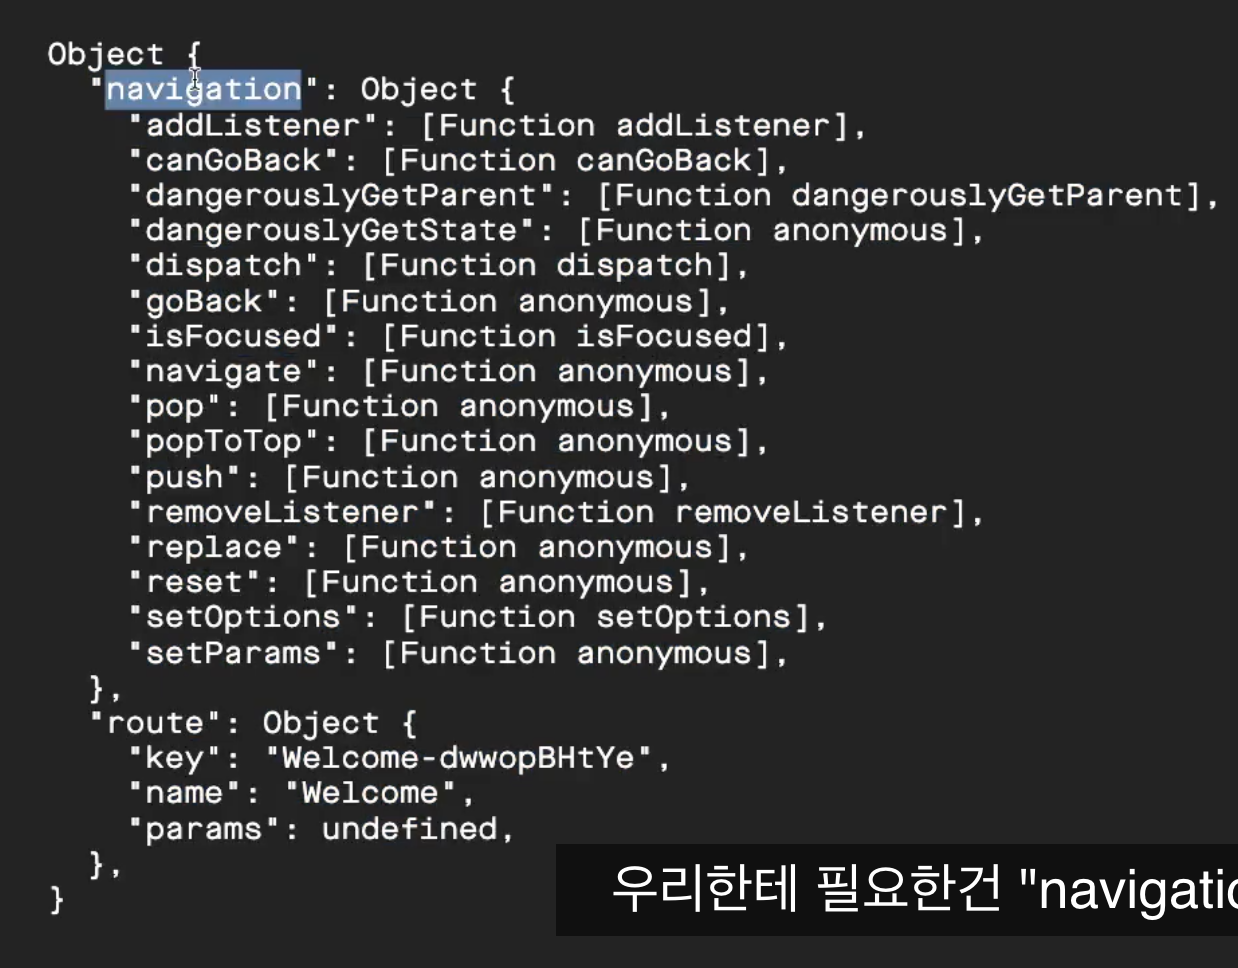 Object {
"navigation": Object {
"addListener": [Function addListener],
"canGoBack": [Function canGoBack],
"dangerouslyGetParent": [Function dangerouslyGetParent],
"dangerouslyGetState": [Function anonymous],
"dispatch": [Function dispatch],
"goBack": [Function anonymous],
"isFocused": [Function isFocused],
"navigate": [Function anonymous],
"pop": [Function anonymous],
"popToTop": [Function anonymous],
"push": [Function anonymous],
"removeListener": [Function removeListener],
"replace": [Function anonymous],
"reset": [Function anonymous],
"setOptions": [Function setOptions],
"setParams": [Function anonymous],
},
"route": Object {
"key": "Welcome-dwwopBHtYe",
"name": "Welcome",
"params": undefined,
},
}
우리한테 필요한건 "navigatio